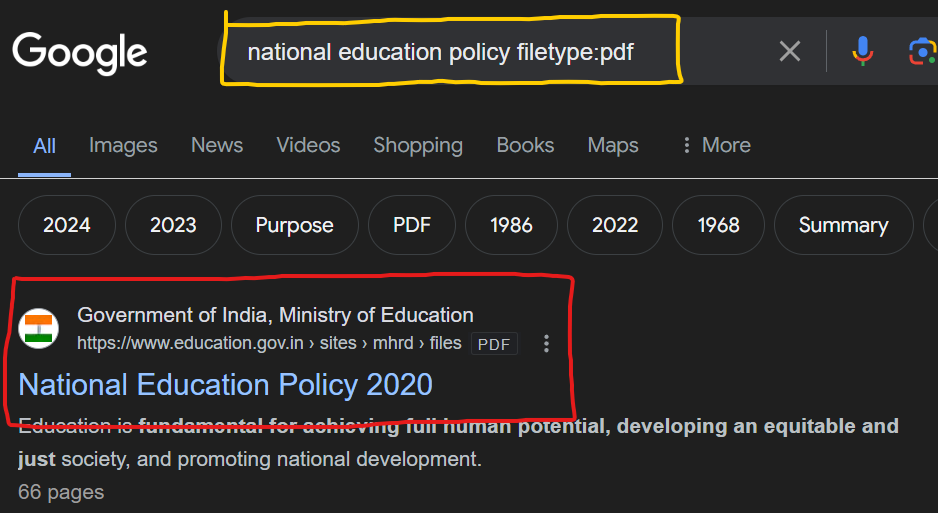 Google
national education policy filetype:pdf
All Images News Videos Shopping Books Maps More
2024 2023 Purpose PDF 1986 2022 1968 Summary
Government of India, Ministry of Education
https://www.education.gov.in › sites › mhrd › files PDF
National Education Policy 2020
Education is fundamental for achieving full human potential, developing an equitable and
just society, and promoting national development.
66 pages